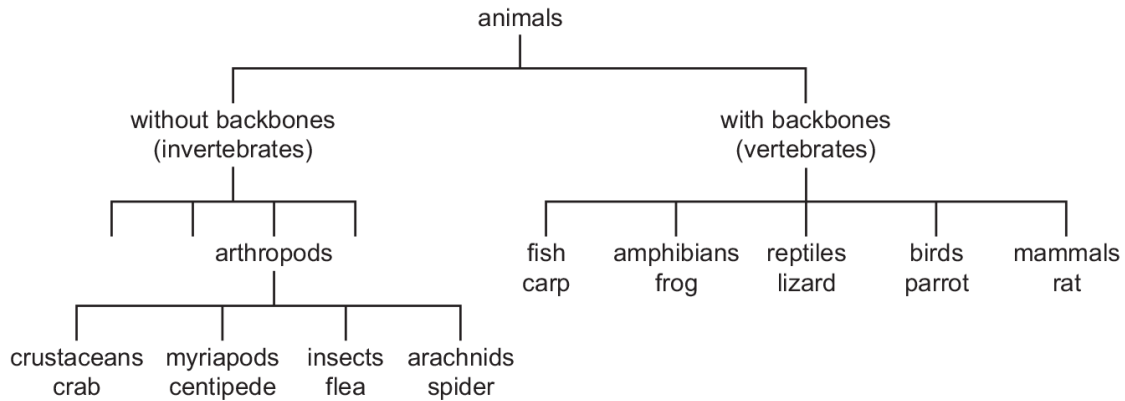 animals
without backbones
(invertebrates)
with backbones
(vertebrates)
arthropods
fish
carp
amphibians
frog
reptiles
lizard
birds
parrot
mammals
rat
crustaceans
crab
myriapods
centipede
insects
flea
arachnids
spider